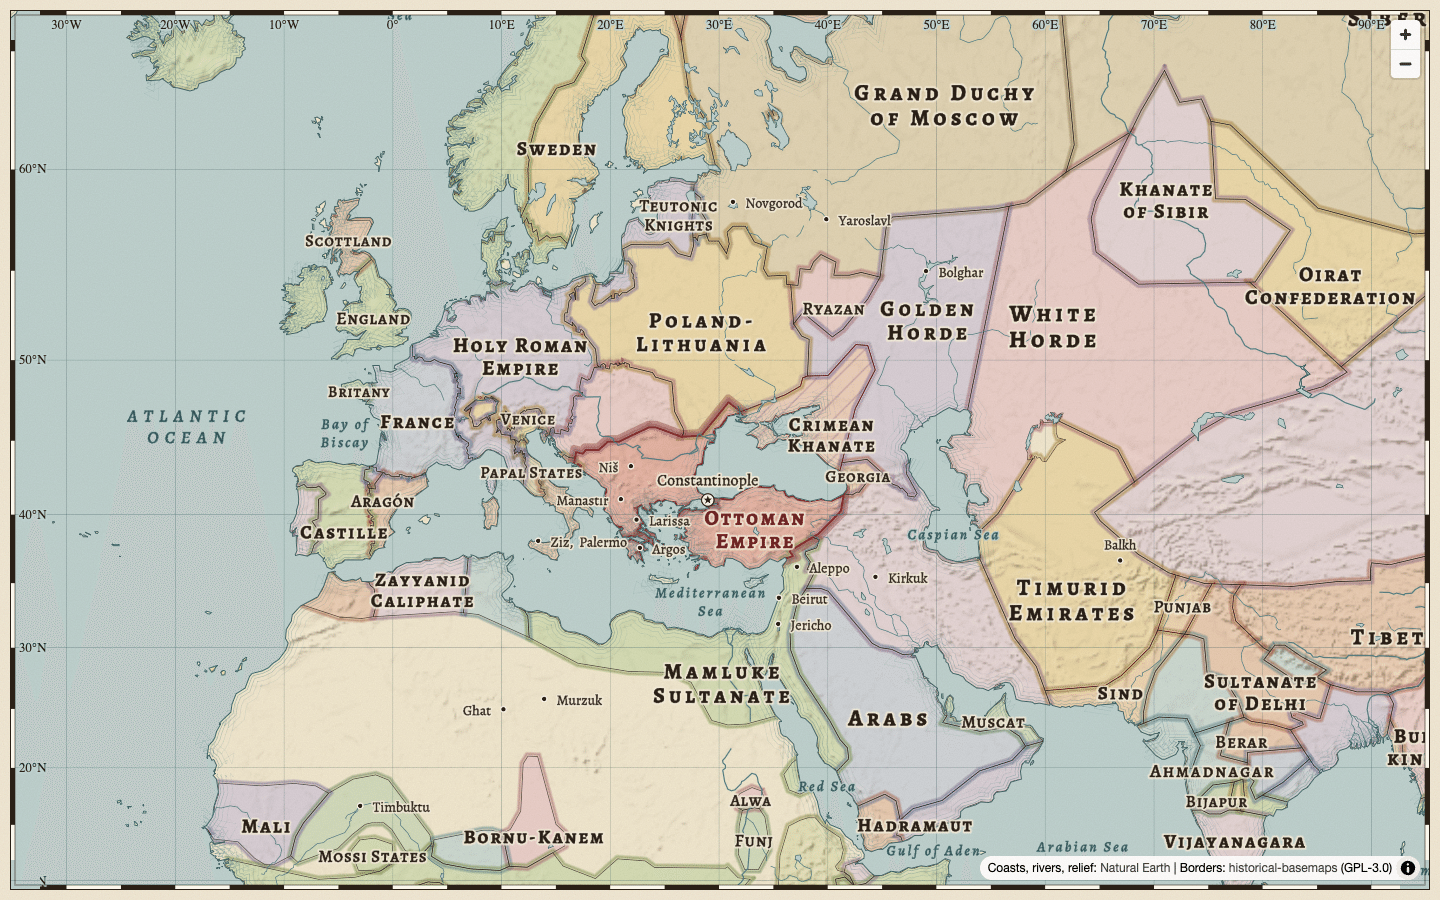 30°W 20°W 10°W 0° 10°E 20°E 30°E 40°E 50°E 60°E 70°E 80°E 90°E
+
−
GRAND DUCHY
OF MOSCOW
SWEDEN
60°N
KHANATE
OF SIBIR
TEUTONIC
KNIGHTS
Novgorod
Yaroslavl
SCOTTLAND
Bolghar
OIRAT
CONFEDERATION
ENGLAND
RYAZAN
GOLDEN
HORDE
WHITE
HORDE
POLAND-
LITHUANIA
HOLY ROMAN
EMPIRE
50°N
BRITANY
ATLANTIC
OCEAN
Bay of
Biscay
FRANCE
VENICE
CRIMEAN
KHANATE
PAPAL STATES
Niš
Constantinople
GEORGIA
ARAGÓN
Manastır
40°N
CASTILLE
Larissa
OTTOMAN
EMPIRE
Caspian Sea
Ziz, Palermo
Argos
Balkh
ZAYYANID
CALIPHATE
Aleppo
Kirkuk
TIMURID
EMIRATES
Mediterranean
Sea
Beirut
PUNJAB
Jericho
TIBET
30°N
MAMLUKE
SULTANATE
SULTANATE
OF DELHI
SIND
Murzuk
Ghat
ARABS
MUSCAT
BERAR
20°N
AHMADNAGAR
Red Sea
ALWA
BIJAPUR
Timbuktu
MALI
BORNU-KANEM
HADRAMAUT
FUNJ
VIJAYANAGARA
MOSSI STATES
Gulf of Aden
Arabian Sea
Coasts, rivers, relief: Natural Earth | Borders: historical-basemaps (GPL-3.0)